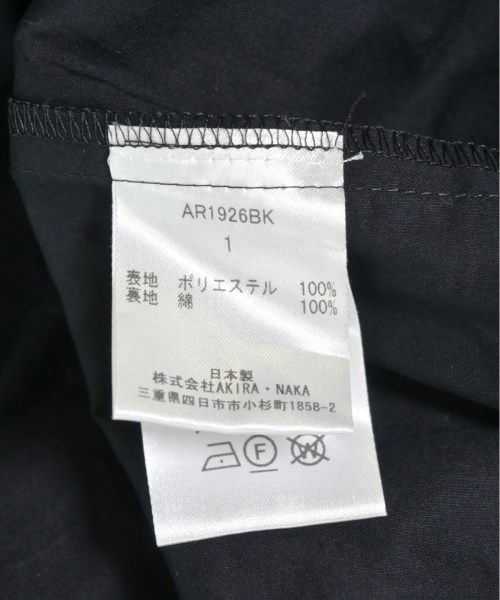 AR1926BK
1
表地 ポリエステル 100%
裏地 綿 100%
日本製
株式会社AKIRA・NAKA
三重県四日市市小杉町1858-2
F
W